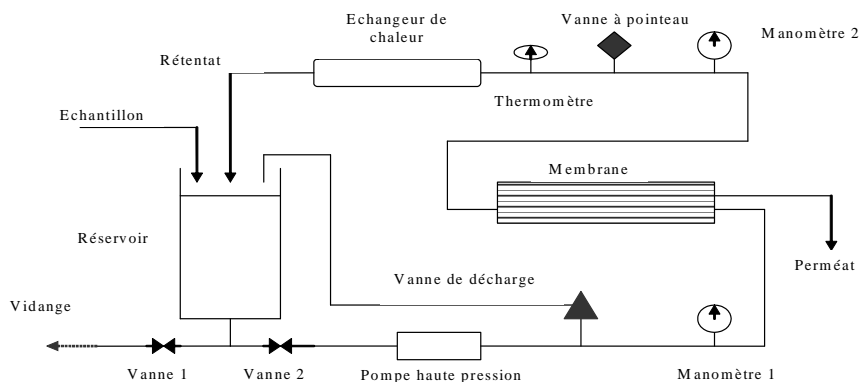 Echangeur de
chaleur
Vanne à pointeau
Manomètre 2
Rétentat
Thermomètre
Echantillon
Membrane
Réservoir
Vanne de décharge
Perméat
Vidange
Vanne 1
Vanne 2
Pompe haute pression
Manomètre 1